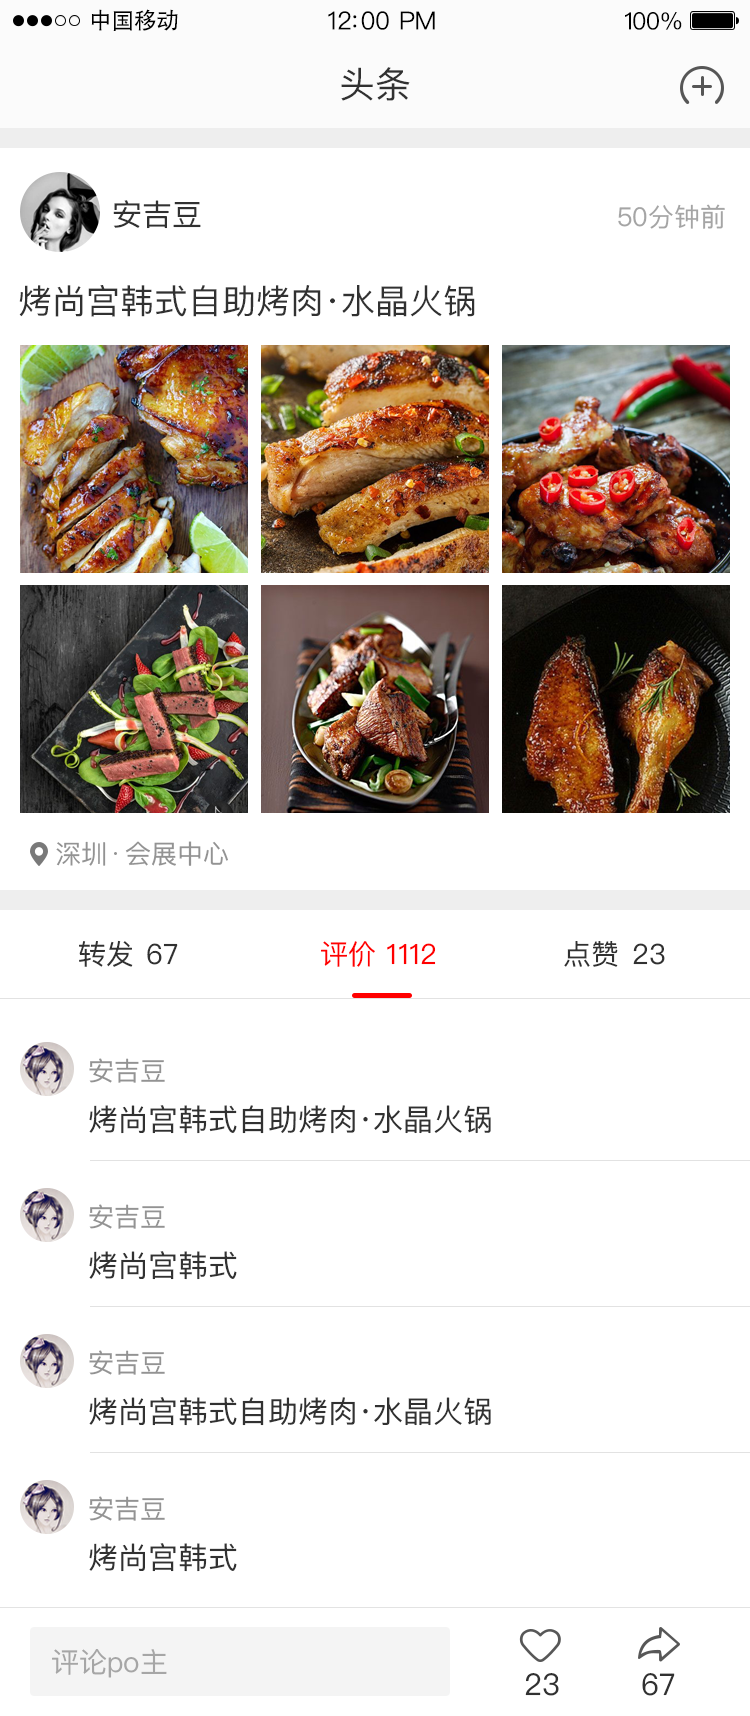 中国移动 12:00 PM 100%
头条
安吉豆 50分钟前
烤尚宫韩式自助烤肉·水晶火锅
深圳·会展中心
转发 67 评价 1112 点赞 23
安吉豆
烤尚宫韩式自助烤肉·水晶火锅
安吉豆
烤尚宫韩式
安吉豆
烤尚宫韩式自助烤肉·水晶火锅
安吉豆
烤尚宫韩式
评论po主
23 67